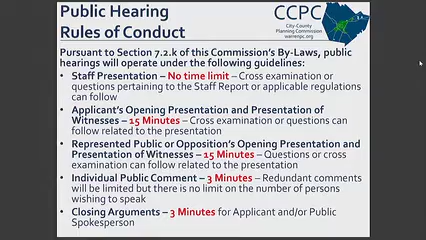 Public Hearing
Rules of Conduct
CCPC
City-County
Planning Commission
warrenpc.org
Pursuant to Section 7.2.k of this Commission's By-Laws, public
hearings will operate under the following guidelines:
• Staff Presentation – No time limit – Cross examination or
questions pertaining to the Staff Report or applicable regulations
can follow
• Applicant's Opening Presentation and Presentation of
Witnesses – 15 Minutes – Cross examination or questions can
follow related to the presentation
• Represented Public or Opposition's Opening Presentation and
Presentation of Witnesses – 15 Minutes – Questions or cross
examination can follow related to the presentation
• Individual Public Comment – 3 Minutes – Redundant comments
will be limited but there is no limit on the number of persons
wishing to speak
• Closing Arguments – 3 Minutes for Applicant and/or Public
Spokesperson